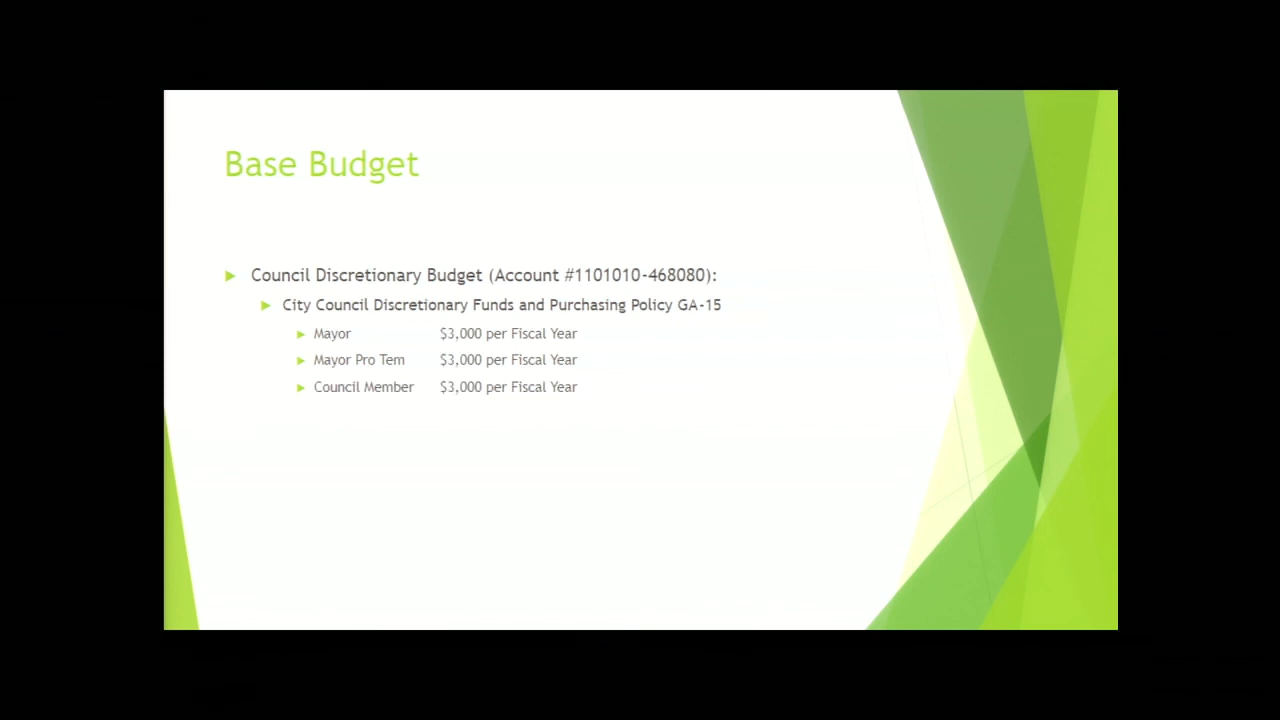 Base Budget
Council Discretionary Budget (Account #1101010-468080):
City Council Discretionary Funds and Purchasing Policy GA-15
Mayor $3,000 per Fiscal Year
Mayor Pro Tem $3,000 per Fiscal Year
Council Member $3,000 per Fiscal Year